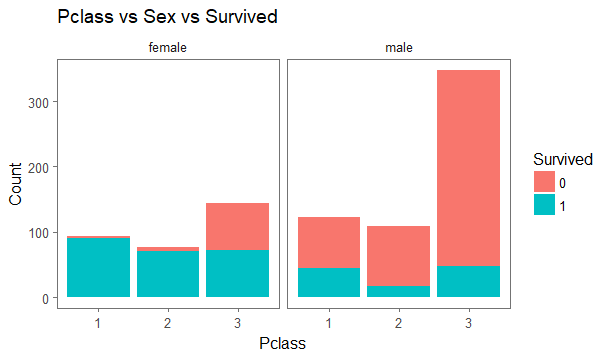 Pclass vs Sex vs Survived
female male
300
200
100
0
Count
1 2 3 1 2 3
Pclass
Survived
0
1